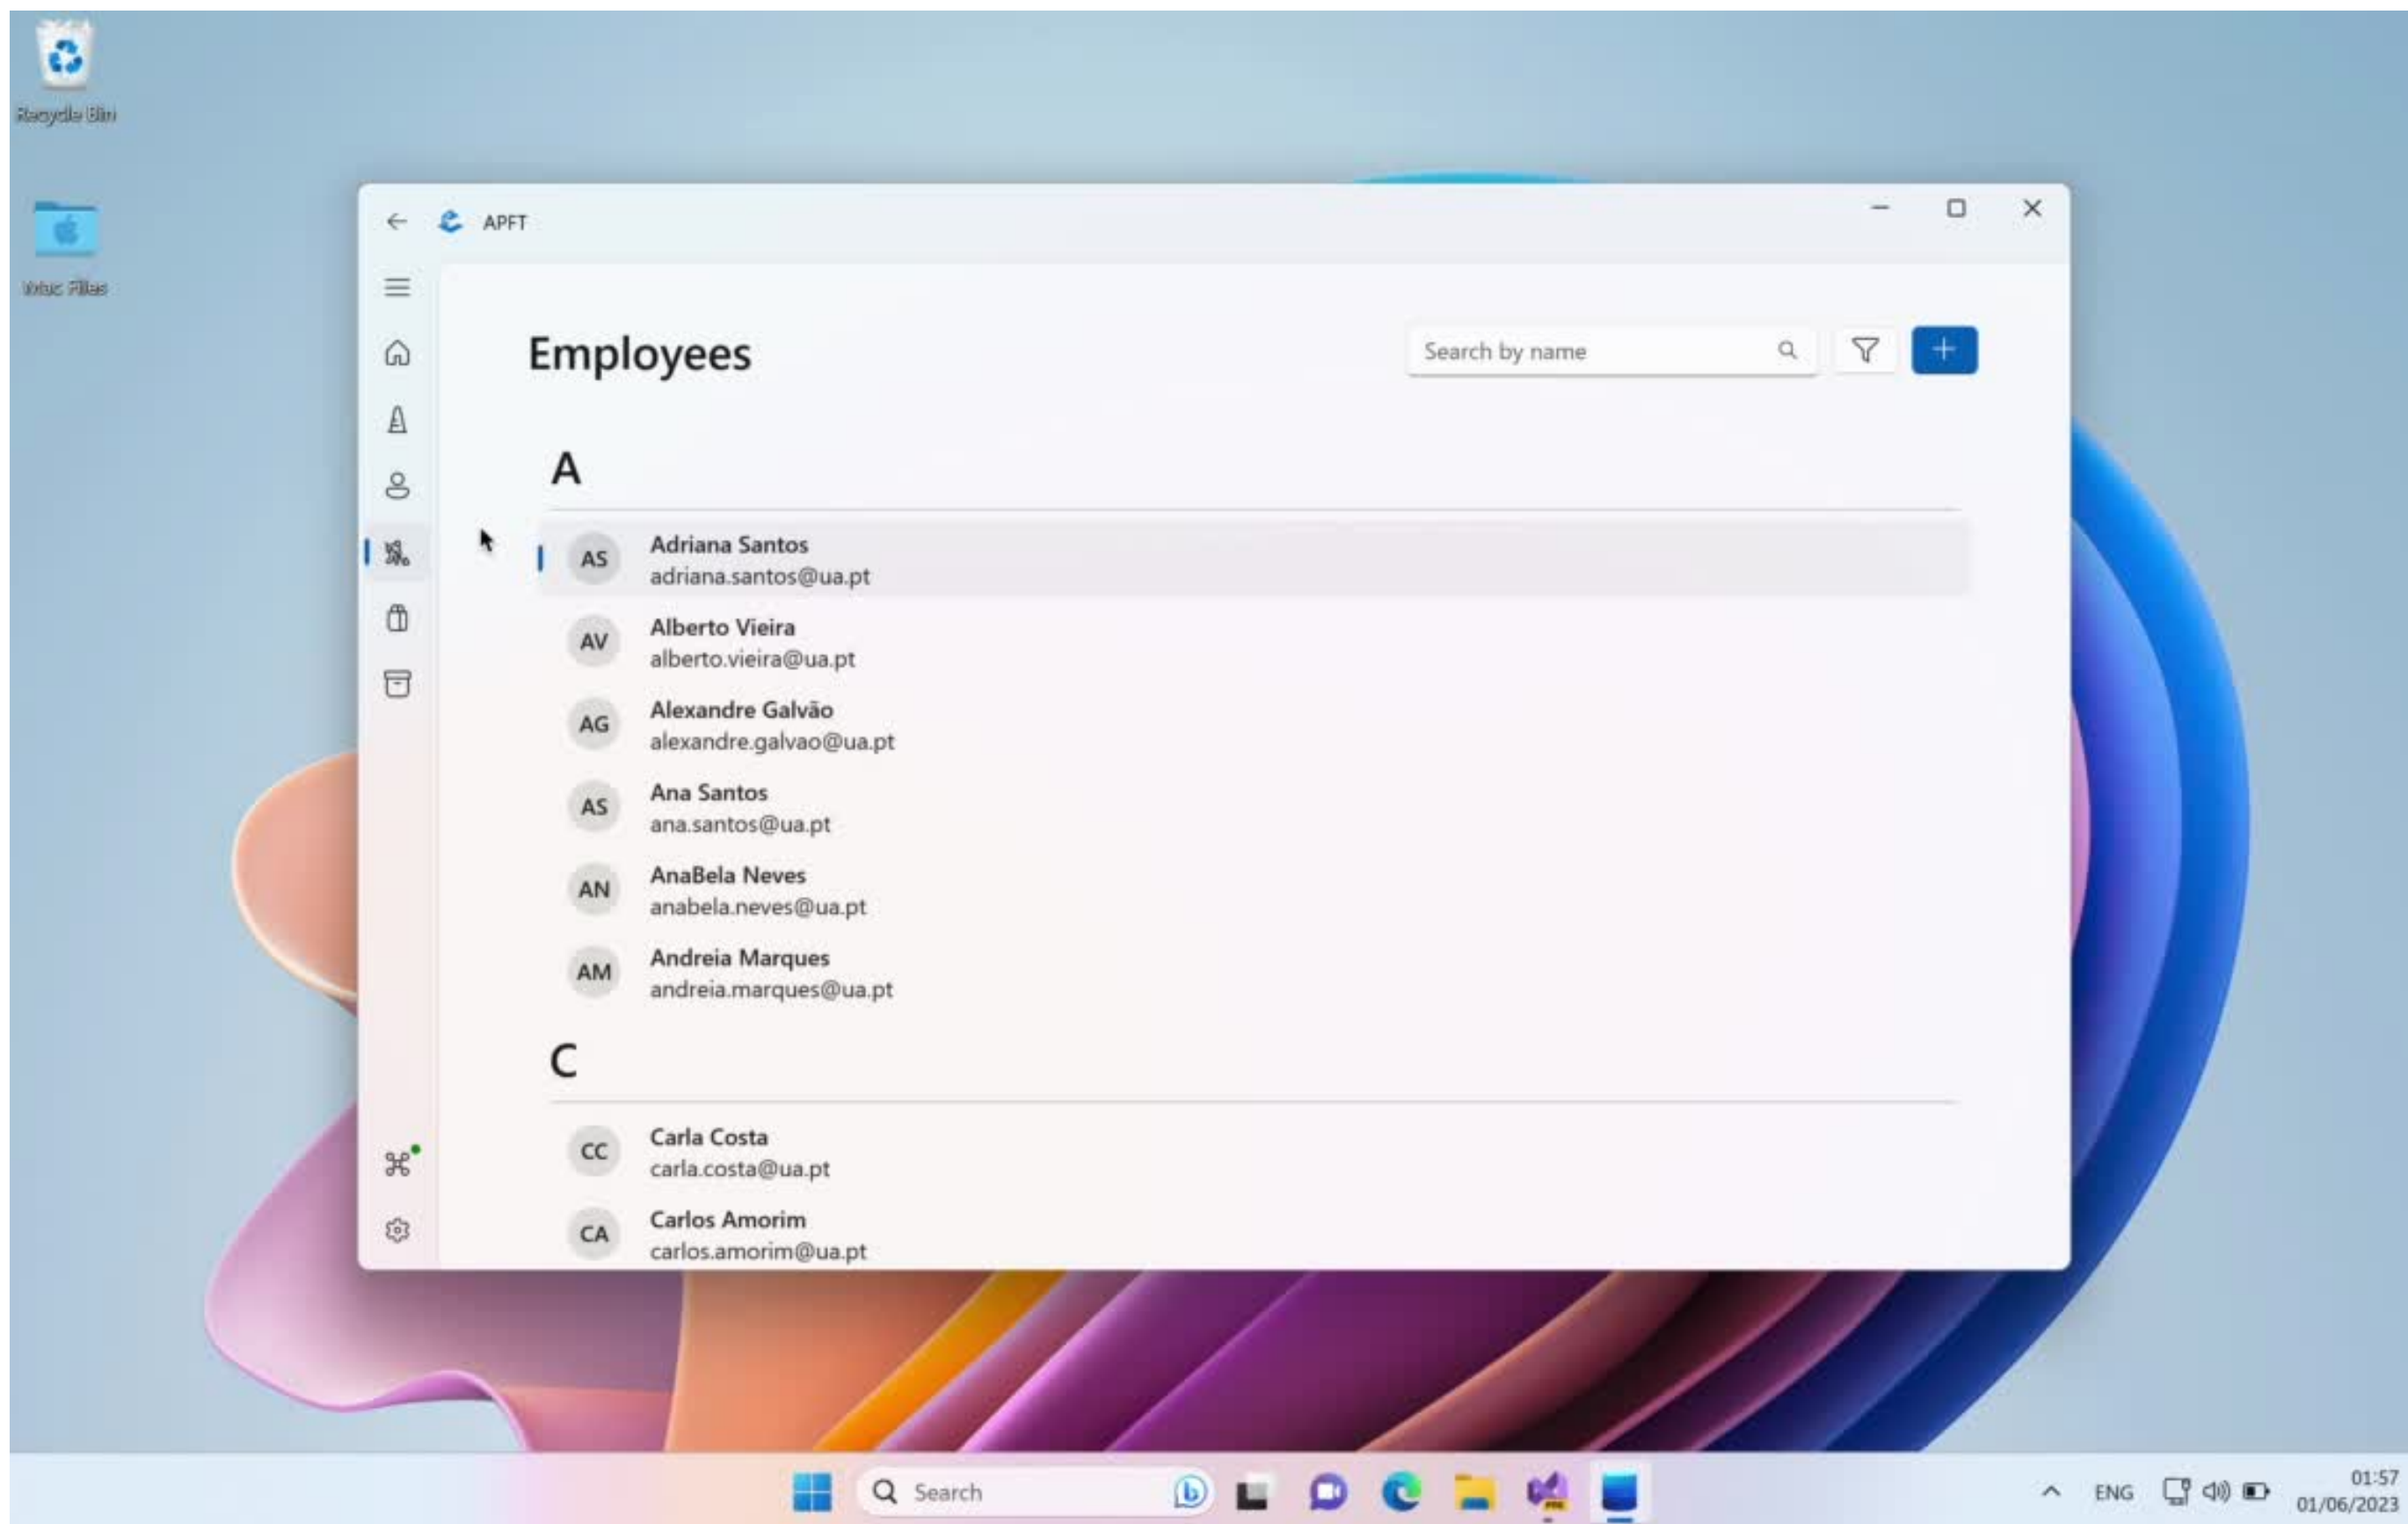 Recycle Bin
Mac Files
APFT
Employees
Search by name
A
AS
Adriana Santos
adriana.santos@ua.pt
AV
Alberto Vieira
alberto.vieira@ua.pt
AG
Alexandre Galvão
alexandre.galvao@ua.pt
AS
Ana Santos
ana.santos@ua.pt
AN
AnaBela Neves
anabela.neves@ua.pt
AM
Andreia Marques
andreia.marques@ua.pt
C
CC
Carla Costa
carla.costa@ua.pt
CA
Carlos Amorim
carlos.amorim@ua.pt
Search
ENG
01:57
01/06/2023